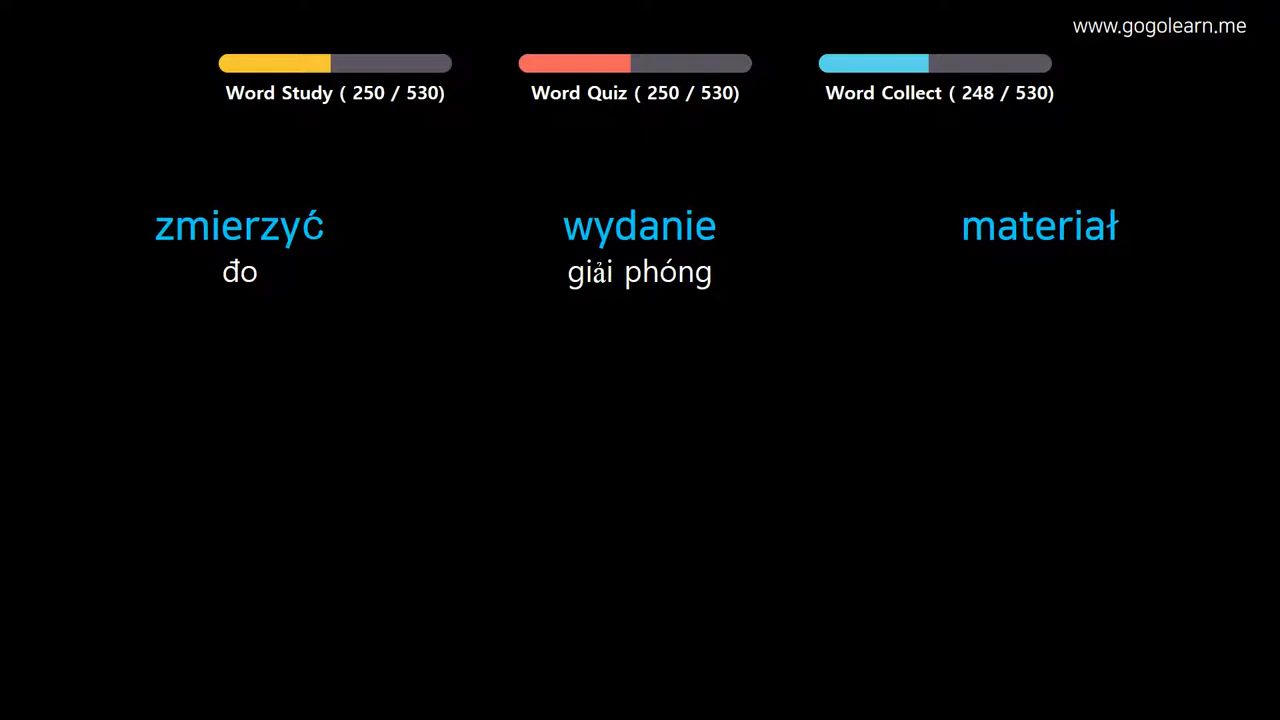 www.gogolearn.me
Word Study ( 250 / 530)
Word Quiz ( 250 / 530)
Word Collect ( 248 / 530)
zmierzyć
wydanie
materiał
đo
giải phóng